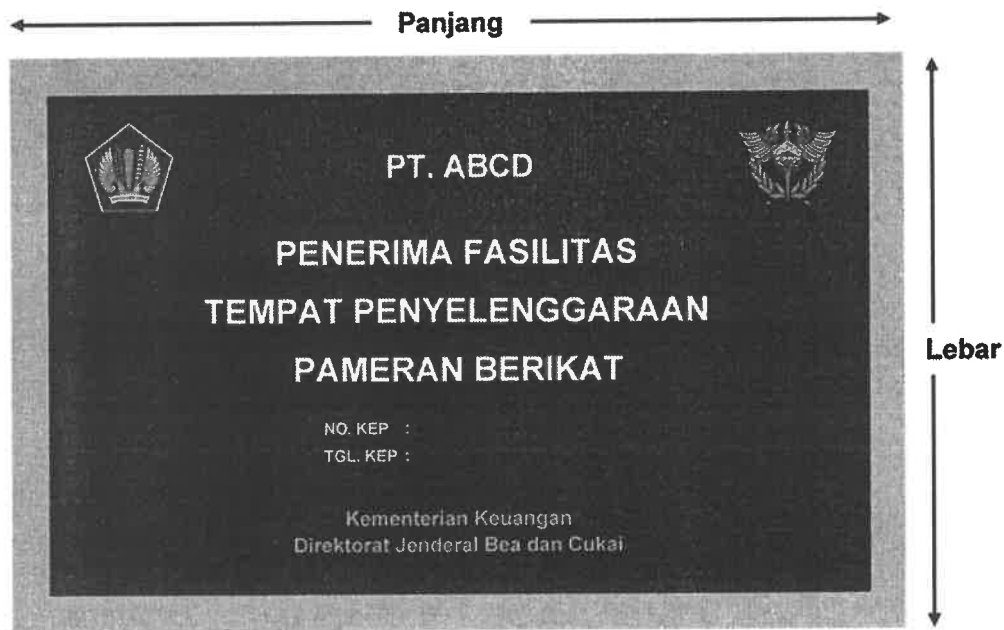 Panjang
PT. ABCD
PENERIMA FASILITAS
TEMPAT PENYELENGGARAAN
PAMERAN BERIKAT
Lebar
NO. KEP :
TGL. KEP :
Kementerian Keuangan
Direktorat Jenderal Bea dan Cukai